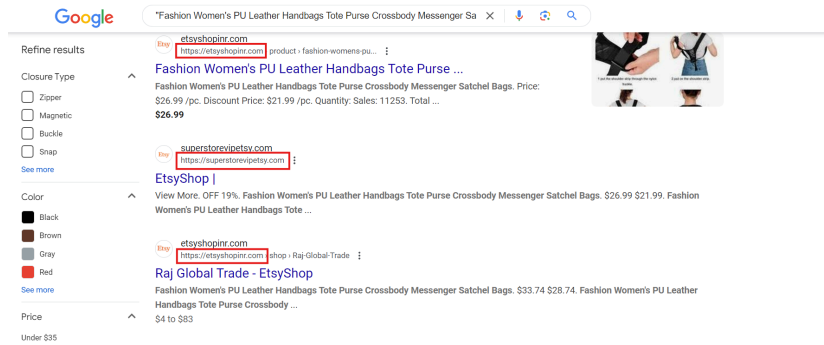 Google
"Fashion Women's PU Leather Handbags Tote Purse Crossbody Messenger Sa
Refine results
Closure Type
Zipper
Magnetic
Buckle
Snap
See more
Color
Black
Brown
Gray
Red
See more
Price
Under $35
Etsy
etsyshopinr.com
https://etsyshopinr.com › product › fashion-womens-pu...
Fashion Women's PU Leather Handbags Tote Purse ...
Fashion Women's PU Leather Handbags Tote Purse Crossbody Messenger Satchel Bags. Price:
$26.99 /pc. Discount Price: $21.99 /pc. Quantity: Sales: 11253. Total ...
$26.99
Etsy
superstorevipetsy.com
https://superstorevipetsy.com
EtsyShop |
View More. OFF 19%. Fashion Women's PU Leather Handbags Tote Purse Crossbody Messenger Satchel Bags. $26.99 $21.99. Fashion
Women's PU Leather Handbags Tote ...
Etsy
etsyshopinr.com
https://etsyshopinr.com › shop › Raj-Global-Trade
Raj Global Trade - EtsyShop
Fashion Women's PU Leather Handbags Tote Purse Crossbody Messenger Satchel Bags. $33.74 $28.74. Fashion Women's PU Leather
Handbags Tote Purse Crossbody ...
$4 to $83